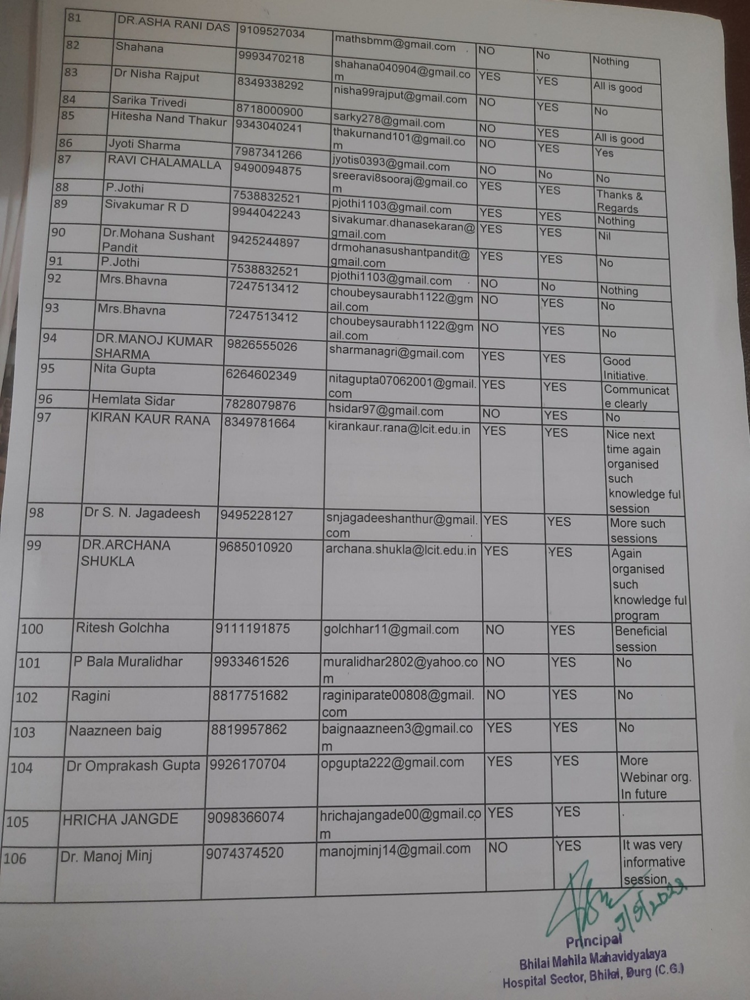 81 DR.ASHA RANI DAS 9109527034 mathsbmm@gmail.com NO No Nothing
82 Shahana 9993470218 shahana040904@gmail.co YES YES All is good
m
83 Dr Nisha Rajput 8349338292 nisha99rajput@gmail.com NO YES No
84 Sarika Trivedi 8718000900 sarky278@gmail.com NO YES All is good
85 Hitesha Nand Thakur 9343040241 thakurnand101@gmail.co NO YES Yes
m
86 Jyoti Sharma 7987341266 jyotis0393@gmail.com NO No No
87 RAVI CHALAMALLA 9490094875 sreeravi8sooraj@gmail.co YES YES Thanks &
m Regards
88 P.Jothi 7538832521 pjothi1103@gmail.com YES YES Nothing
89 Sivakumar R D 9944042243 sivakumar.dhanasekaran@ YES YES Nil
gmail.com
90 Dr.Mohana Sushant 9425244897 drmohanasushantpandit@ YES YES No
Pandit gmail.com
91 P.Jothi 7538832521 pjothi1103@gmail.com NO No Nothing
92 Mrs.Bhavna 7247513412 choubeysaurabh1122@gm NO YES No
ail.com
93 Mrs.Bhavna 7247513412 choubeysaurabh1122@gm NO YES No
ail.com
94 DR.MANOJ KUMAR 9826555026 sharmanagri@gmail.com YES YES Good
SHARMA Initiative.
95 Nita Gupta 6264602349 nitagupta07062001@gmail. YES YES Communicat
com e clearly
96 Hemlata Sidar 7828079876 hsidar97@gmail.com NO YES No
97 KIRAN KAUR RANA 8349781664 kirankaur.rana@lcit.edu.in YES YES Nice next
time again
organised
such
knowledge ful
session
98 Dr S. N. Jagadeesh 9495228127 snjagadeeshanthur@gmail. YES YES More such
com sessions
99 DR.ARCHANA 9685010920 archana.shukla@lcit.edu.in YES YES Again
SHUKLA organised
such
knowledge ful
program
100 Ritesh Golchha 9111191875 golchhar11@gmail.com NO YES Beneficial
session
101 P Bala Muralidhar 9933461526 muralidhar2802@yahoo.co NO YES No
m
102 Ragini 8817751682 raginiparate00808@gmail. NO YES No
com
103 Naazneen baig 8819957862 baignaazneen3@gmail.co YES YES No
m
104 Dr Omprakash Gupta 9926170704 opgupta222@gmail.com YES YES More
Webinar org.
In future
105 HRICHA JANGDE 9098366074 hrichajangade00@gmail.co YES YES .
m
106 Dr. Manoj Minj 9074374520 manojminj14@gmail.com NO YES It was very
informative
session
Principal
Bhilai Mahila Mahavidyalaya
Hospital Sector, Bhilai, Durg (C.G.)